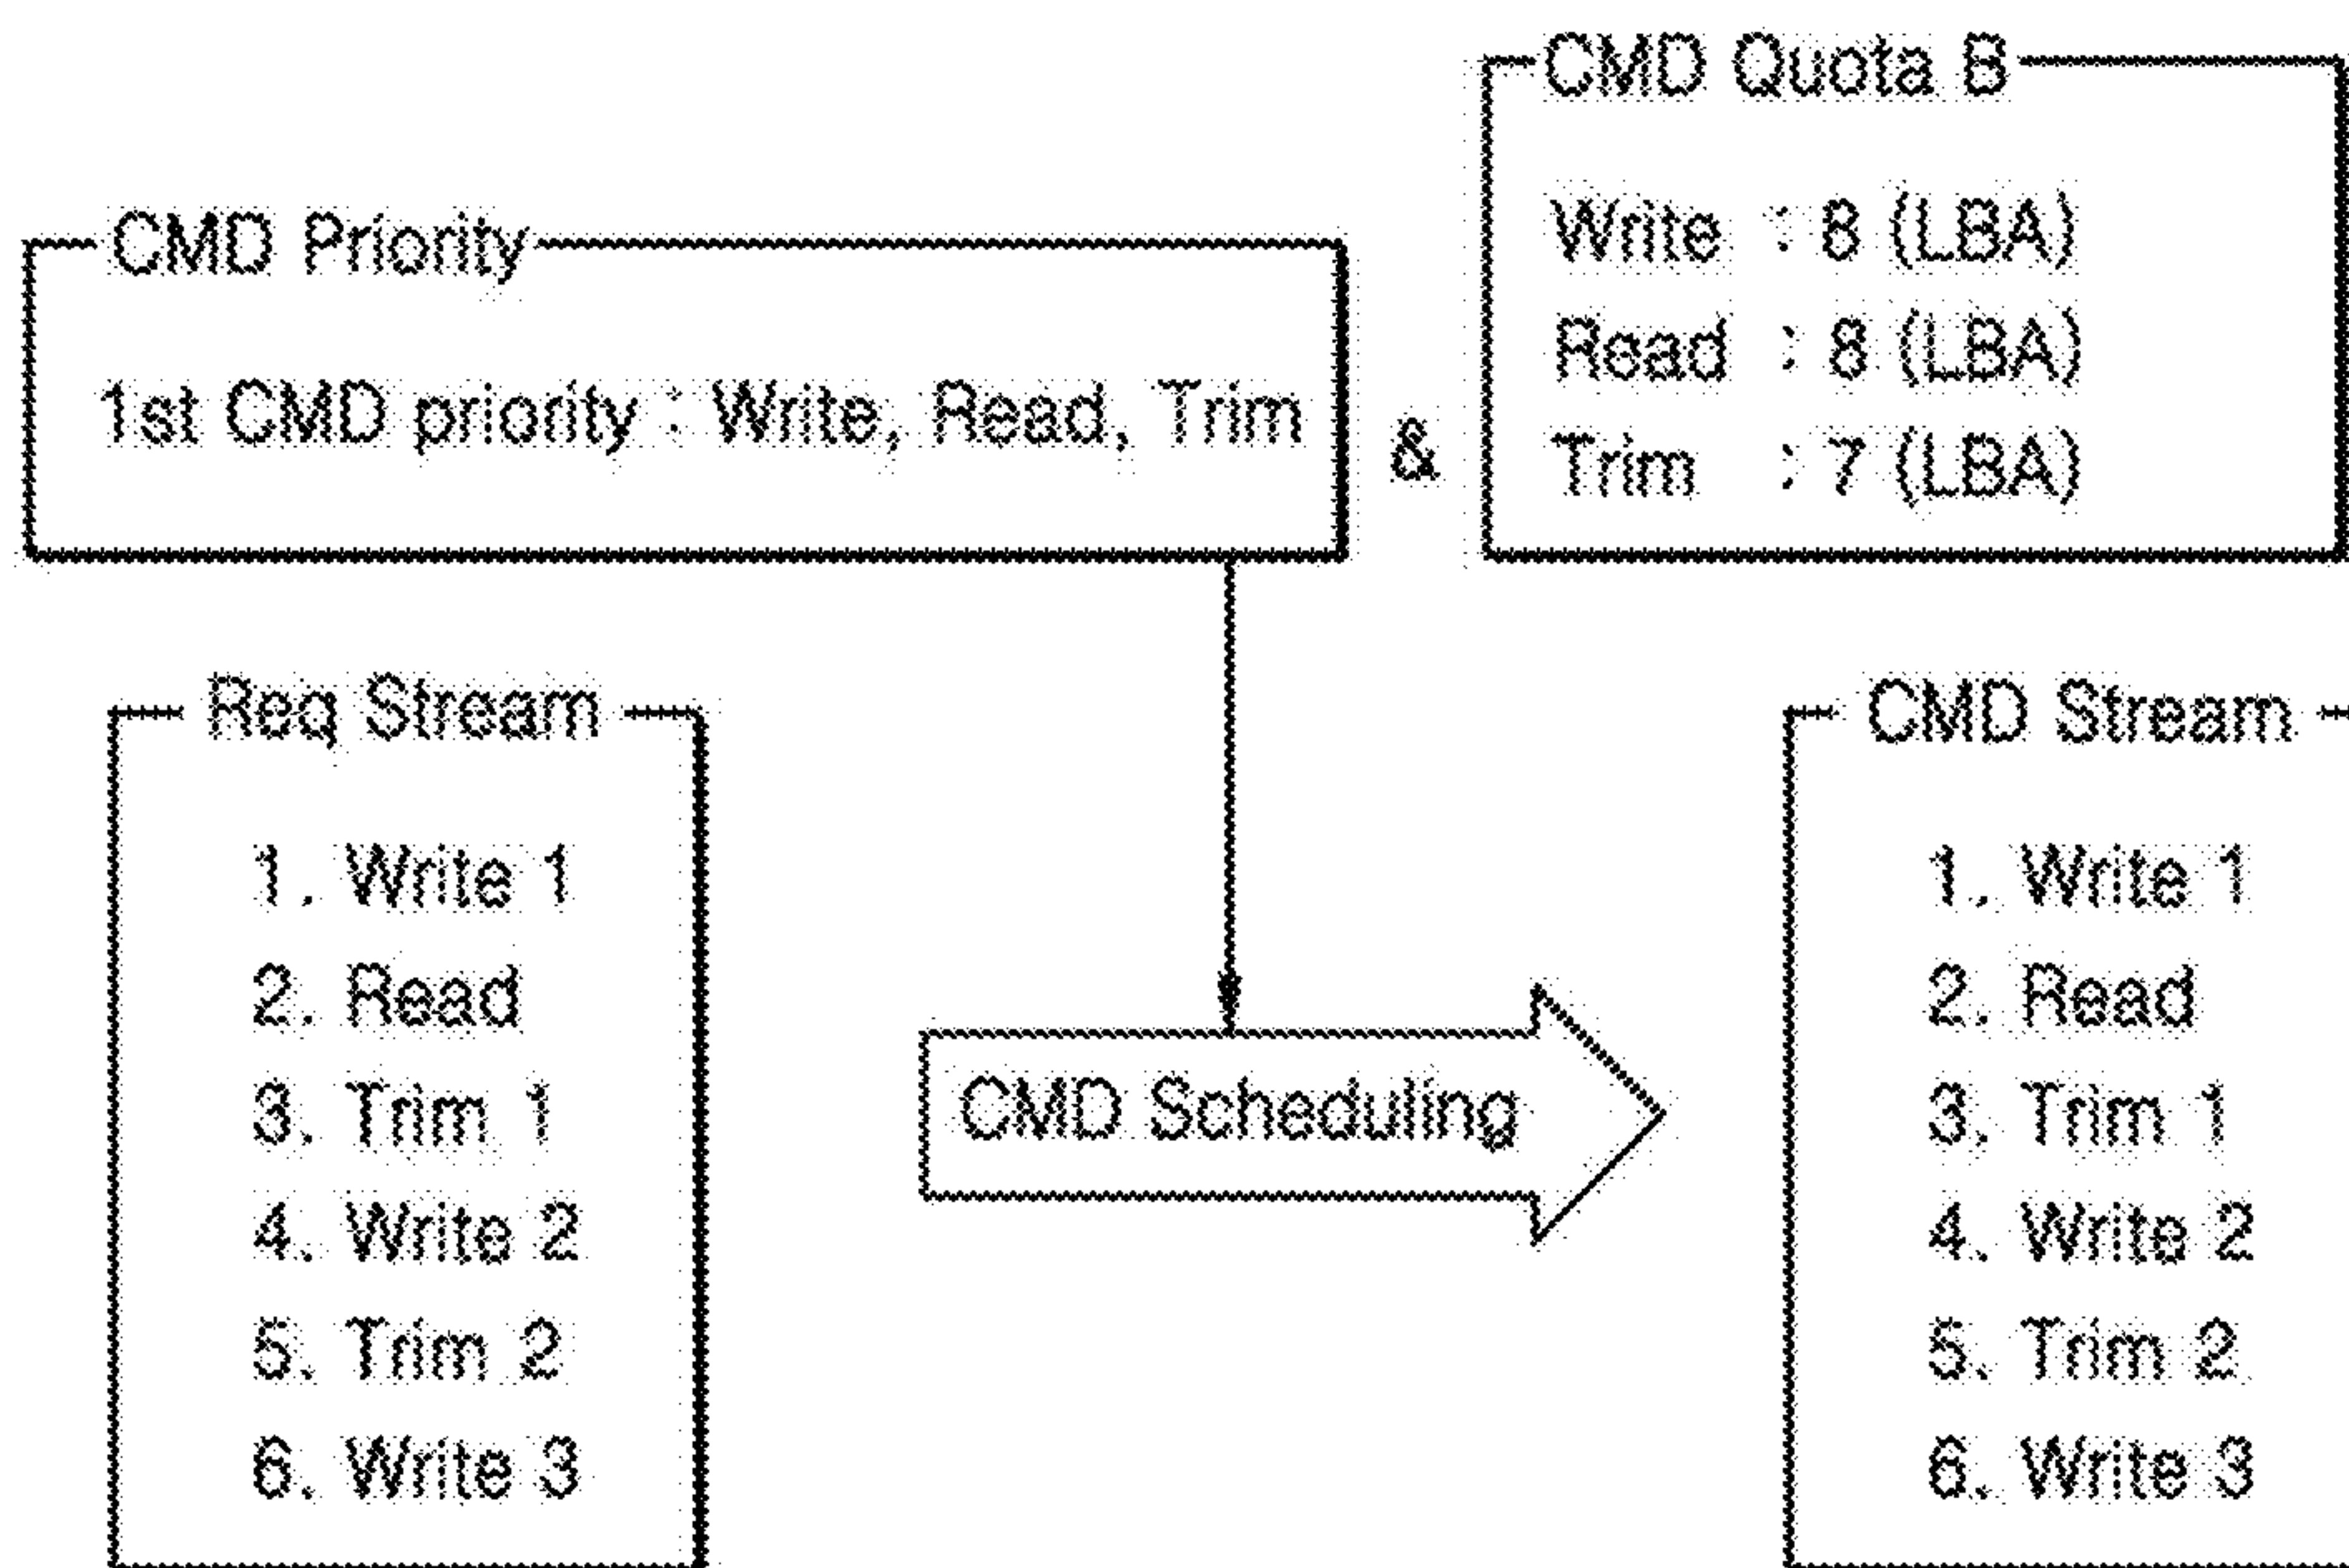 CMD Quota B
Write : 8 (LBA)
Read : 8 (LBA)
Trim : 7 (LBA)
CMD Priority
1st CMD priority : Write, Read, Trim
&
Req Stream
1. Write 1
2. Read
3. Trim 1
4. Write 2
5. Trim 2
6. Write 3
CMD Scheduling
CMD Stream
1. Write 1
2. Read
3. Trim 1
4. Write 2
5. Trim 2
6. Write 3